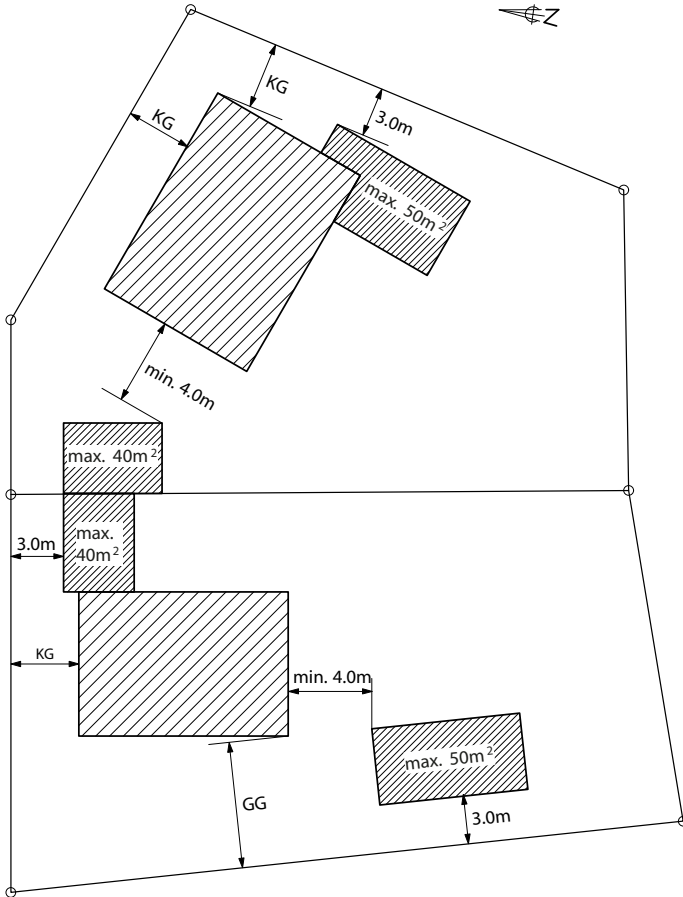 N
KG
KG
3.0m
max. 50m²
min. 4.0m
max. 40m²
max.
40m²
3.0m
KG
min. 4.0m
max. 50m²
GG
3.0m